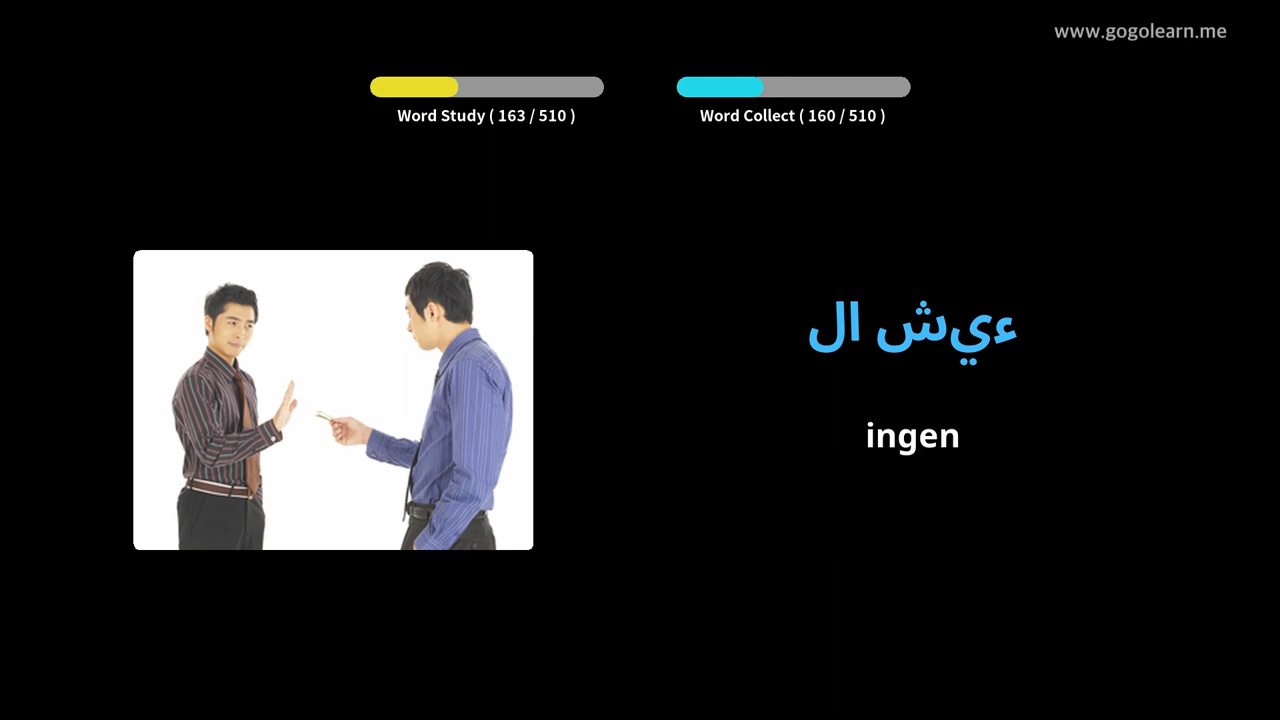 www.gogolearn.me
Word Study ( 163 / 510 )
Word Collect ( 160 / 510 )
ءيش ال
ingen